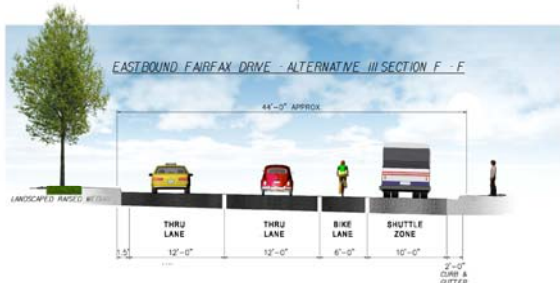 EASTBOUND FAIRFAX DRIVE - ALTERNATIVE III SECTION F - F
44'-0" APPROX
LANDSCAPED RAISED MEDIAN
THRU LANE
THRU LANE
BIKE LANE
SHUTTLE ZONE
1.5'
12'-0"
12'-0"
6'-0"
10'-0"
2'-0"
CURB &
GUTTER